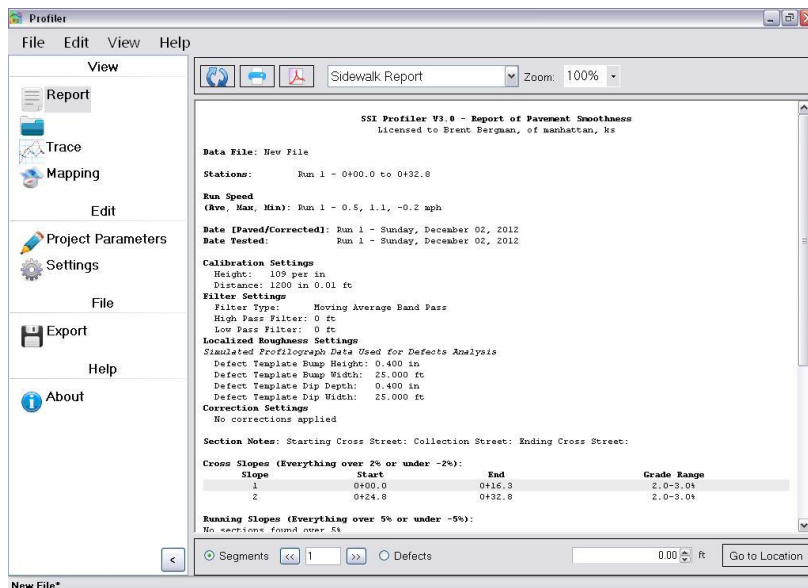 Profiler
File Edit View Help
View
Report
Trace
Mapping
Edit
Project Parameters
Settings
File
Export
Help
About
<
Sidewalk Report
Zoom: 100%
SSI Profiler V3.0 - Report of Pavement Smoothness
Licensed to Brent Bergman, of manhattan, ks
Data File: New File
Stations: Run 1 - 0+00.0 to 0+32.8
Run Speed
(Ave, Max, Min): Run 1 - 0.5, 1.1, -0.2 mph
Date [Paved/Corrected]: Run 1 - Sunday, December 02, 2012
Date Tested: Run 1 - Sunday, December 02, 2012
Calibration Settings
Height: 109 per in
Distance: 1200 in 0.01 ft
Filter Settings
Filter Type: Moving Average Band Pass
High Pass Filter: 0 ft
Low Pass Filter: 0 ft
Localized Roughness Settings
Simulated Profilograph Data Used for Defects Analysis
Defect Template Bump Height: 0.400 in
Defect Template Bump Width: 25.000 ft
Defect Template Dip Depth: 0.400 in
Defect Template Dip Width: 25.000 ft
Correction Settings
No corrections applied
Section Notes: Starting Cross Street: Collection Street: Ending Cross Street:
Cross Slopes (Everything over 2% or under -2%):
Slope Start End Grade Range
1 0+00.0 0+16.3 2.0-3.0%
2 0+24.8 0+32.8 2.0-3.0%
Running Slopes (Everything over 5% or under -5%):
No sections found over 5%
Segments << 1 >> Defects 0.00 ft Go to Location
New File*